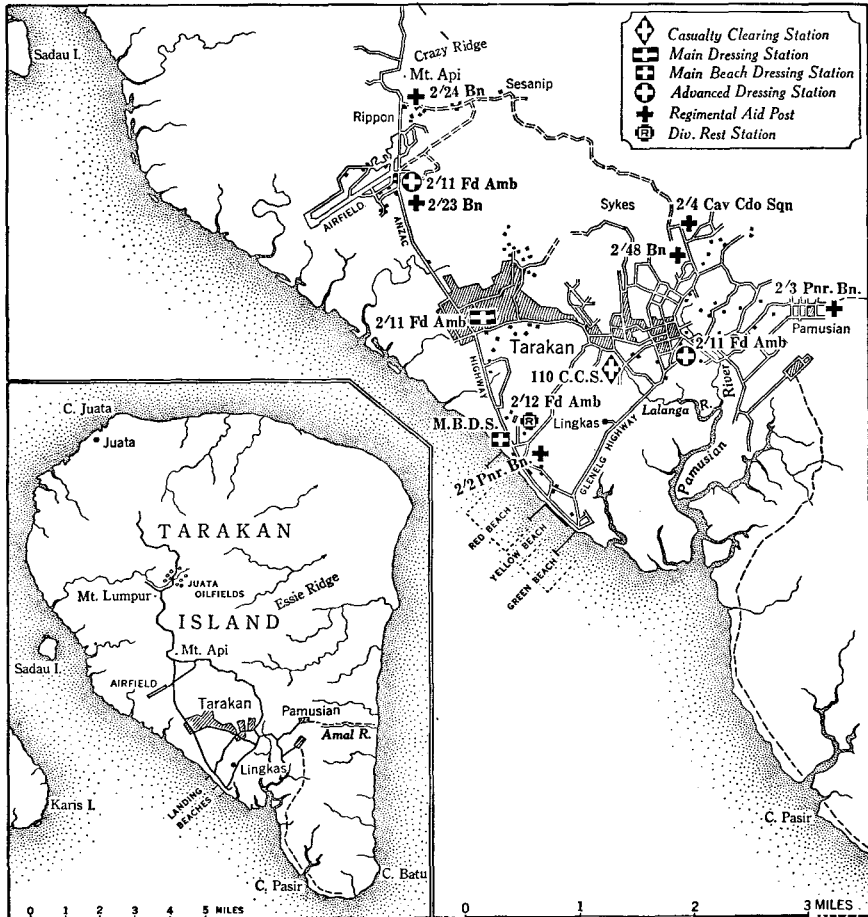 Sadau I.
Crazy Ridge
Mt. Api
2/24 Bn
Sesanip
Rippon
Casualty Clearing Station
Main Dressing Station
Main Beach Dressing Station
Advanced Dressing Station
Regimental Aid Post
R
Div. Rest Station
2/11 Fd Amb
AIRFIELD
2/23 Bn
ANZAC
Sykes
2/4 Cav Cdo Sqn
2/48 Bn
2/3 Pnr. Bn.
Pamusian
2/11 Fd Amb
Tarakan
2/11 Fd Amb
River
110 C.C.S.
HIGHWAY
2/12 Fd Amb
Lalanga R.
M.B.D.S.
R
Lingkas
GLENELG HIGHWAY
Pamusian
2/2 Pnr. Bn.
RED BEACH
YELLOW BEACH
GREEN BEACH
C. Pasir
0 1 2 3 MILES
C. Juata
Juata
TARAKAN
JUATA
OILFIELDS
Mt. Lumpur
Essie Ridge
ISLAND
Mt. Api
Sadau I.
AIRFIELD
Tarakan
Pamusian
Amal R.
Lingkas
LANDING
BEACHES
Karis I.
C. Pasir
C. Batu
0 1 2 3 4 5 MILES